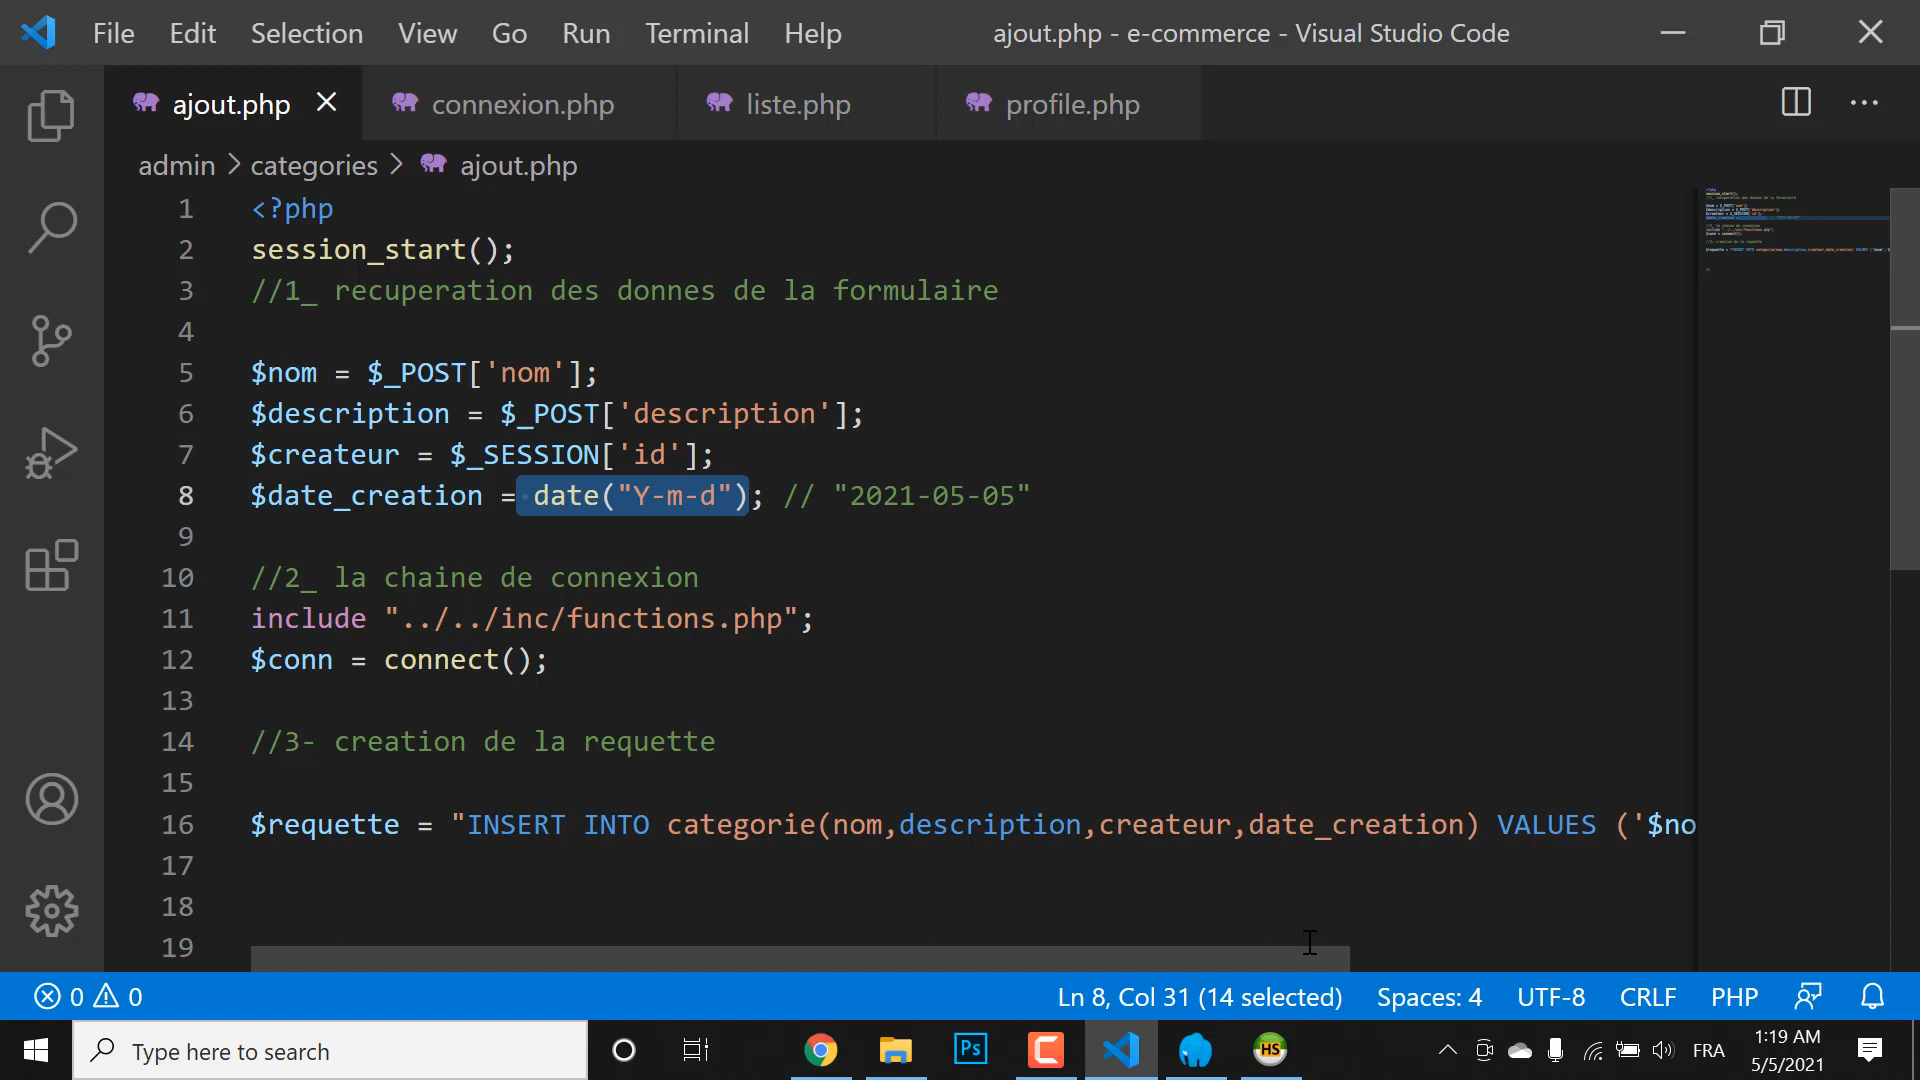 File Edit Selection View Go Run Terminal Help ajout.php - e-commerce - Visual Studio Code
ajout.php connexion.php liste.php profile.php
admin > categories > ajout.php
1 <?php
2 session_start();
3 //1_ recuperation des donnes de la formulaire
4
5 $nom = $_POST['nom'];
6 $description = $_POST['description'];
7 $createur = $_SESSION['id'];
8 $date_creation = date("Y-m-d"); // "2021-05-05"
9
10 //2_ la chaine de connexion
11 include "../../inc/functions.php";
12 $conn = connect();
13
14 //3- creation de la requette
15
16 $requette = "INSERT INTO categorie(nom,description,createur,date_creation) VALUES ('$no
17
18
19
0 0 Ln 8, Col 31 (14 selected) Spaces: 4 UTF-8 CRLF PHP
Type here to search Ps HS FRA 1:19 AM
5/5/2021